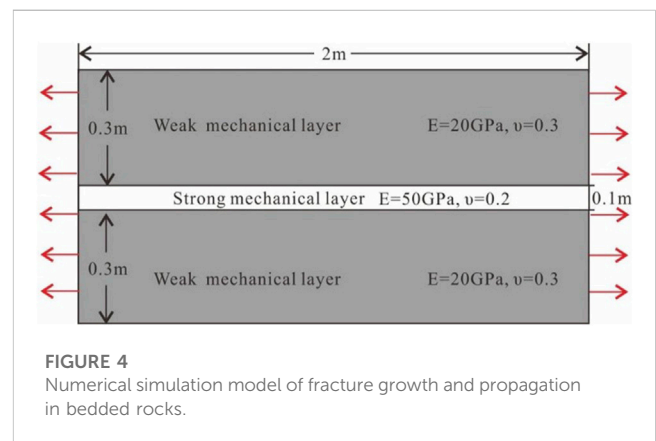 2m
0.3m
Weak mechanical layer E=20GPa, υ=0.3
Strong mechanical layer E=50GPa, υ=0.2
0.1m
0.3m
Weak mechanical layer E=20GPa, υ=0.3
FIGURE 4
Numerical simulation model of fracture growth and propagation
in bedded rocks.